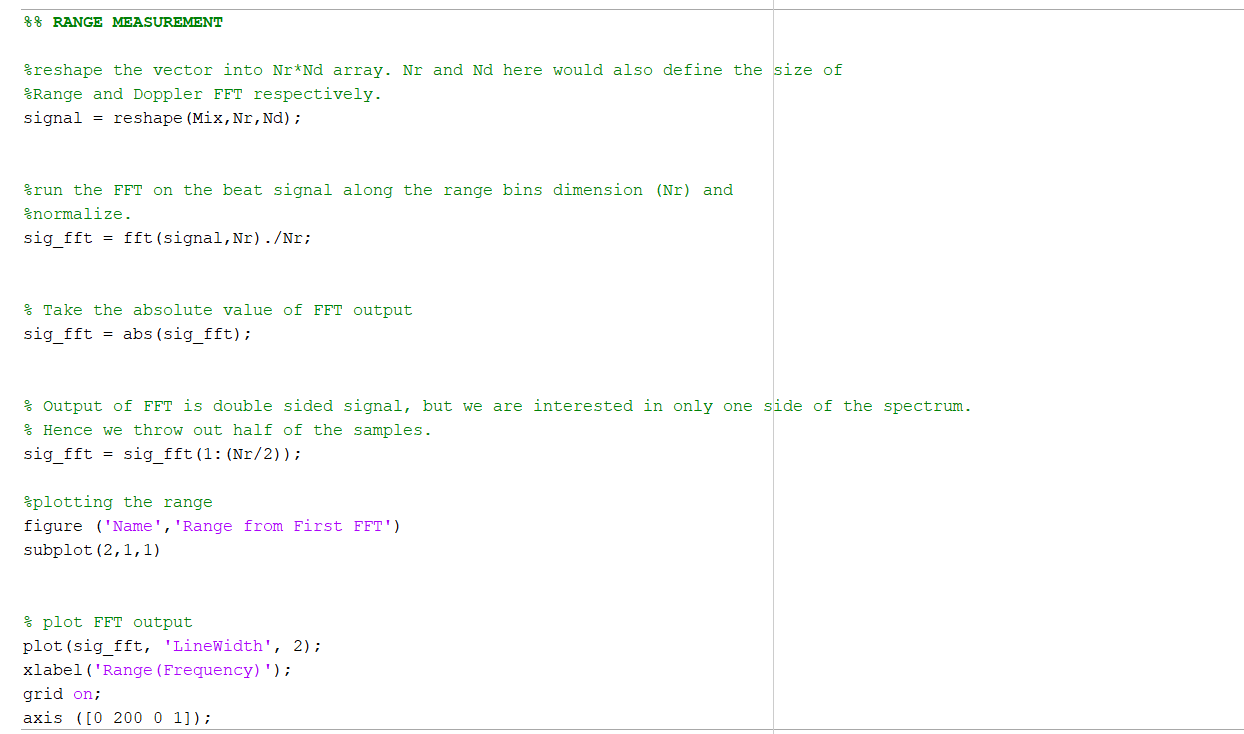 %% RANGE MEASUREMENT
%reshape the vector into Nr*Nd array. Nr and Nd here would also define the size of
%Range and Doppler FFT respectively.
signal = reshape(Mix,Nr,Nd);
%run the FFT on the beat signal along the range bins dimension (Nr) and
%normalize.
sig_fft = fft(signal,Nr)./Nr;
% Take the absolute value of FFT output
sig_fft = abs(sig_fft);
% Output of FFT is double sided signal, but we are interested in only one side of the spectrum.
% Hence we throw out half of the samples.
sig_fft = sig_fft(1:(Nr/2));
%plotting the range
figure ('Name','Range from First FFT')
subplot(2,1,1)
% plot FFT output
plot(sig_fft, 'LineWidth', 2);
xlabel('Range(Frequency)');
grid on;
axis ([0 200 0 1]);